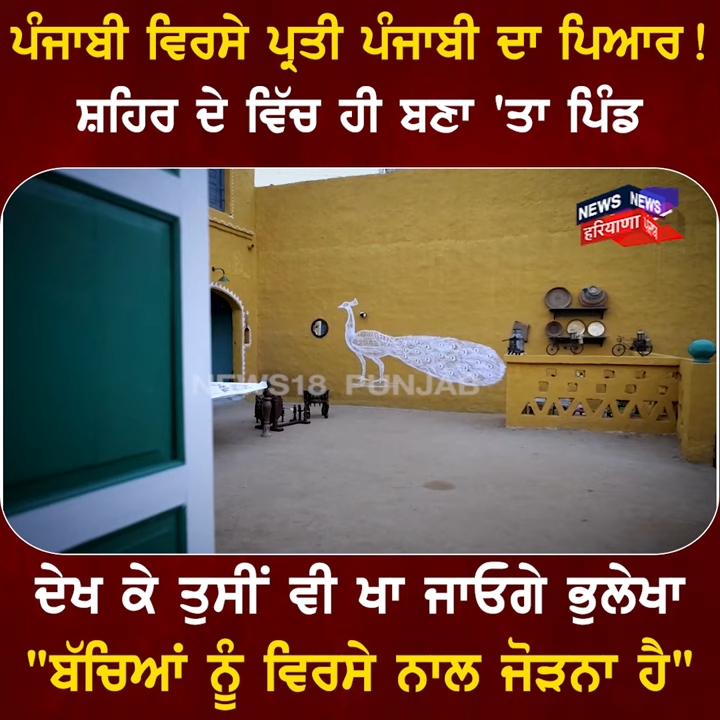 ਪੰਜਾਬੀ ਵਿਰਸੇ ਪ੍ਰਤੀ ਪੰਜਾਬੀ ਦਾ ਪਿਆਰ!
ਸ਼ਹਿਰ ਦੇ ਵਿੱਚ ਹੀ ਬਣਾ 'ਤਾ ਪਿੰਡ
NEWS NEWS
हरियाणा ਪੰਜਾਬ
NEWS18 PUNJAB
ਦੇਖ ਕੇ ਤੁਸੀਂ ਵੀ ਖਾ ਜਾਓਗੇ ਭੁਲੇਖਾ
"ਬੱਚਿਆਂ ਨੂੰ ਵਿਰਸੇ ਨਾਲ ਜੋੜਨਾ ਹੈ"